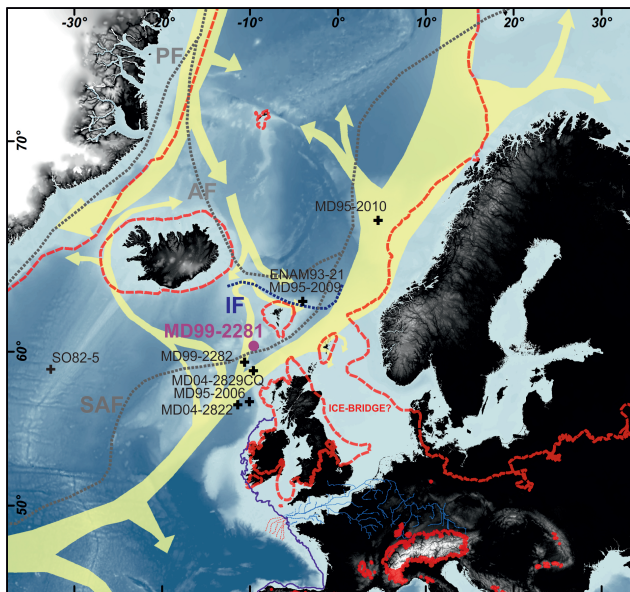 -30°
-20°
-10°
0°
10°
20°
30°
PF
70°
AF
MD95-2010
ENAM93-21
MD95-2009
IF
MD99-2281
60°
SO82-5
MD99-2282
MD04-2829CQ
MD95-2006
MD04-2822
SAF
ICE-BRIDGE?
50°